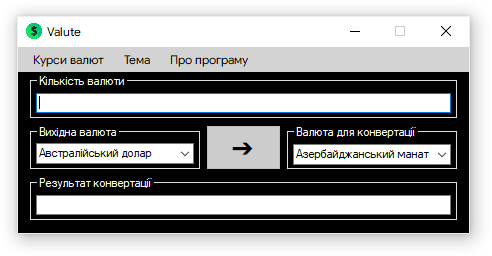 $ Valute
Курси валют Тема Про програму
Кількість валюти
Вихідна валюта
Валюта для конвертації
Австралійський долар
Азербайджанський манат
Результат конвертації